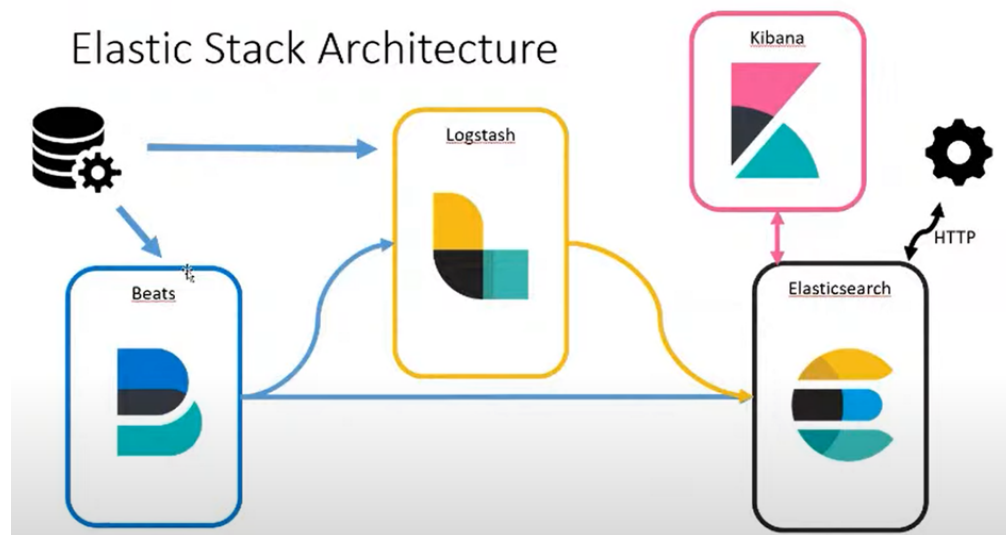 Elastic Stack Architecture
Kibana
Logstash
HTTP
Beats
Elasticsearch